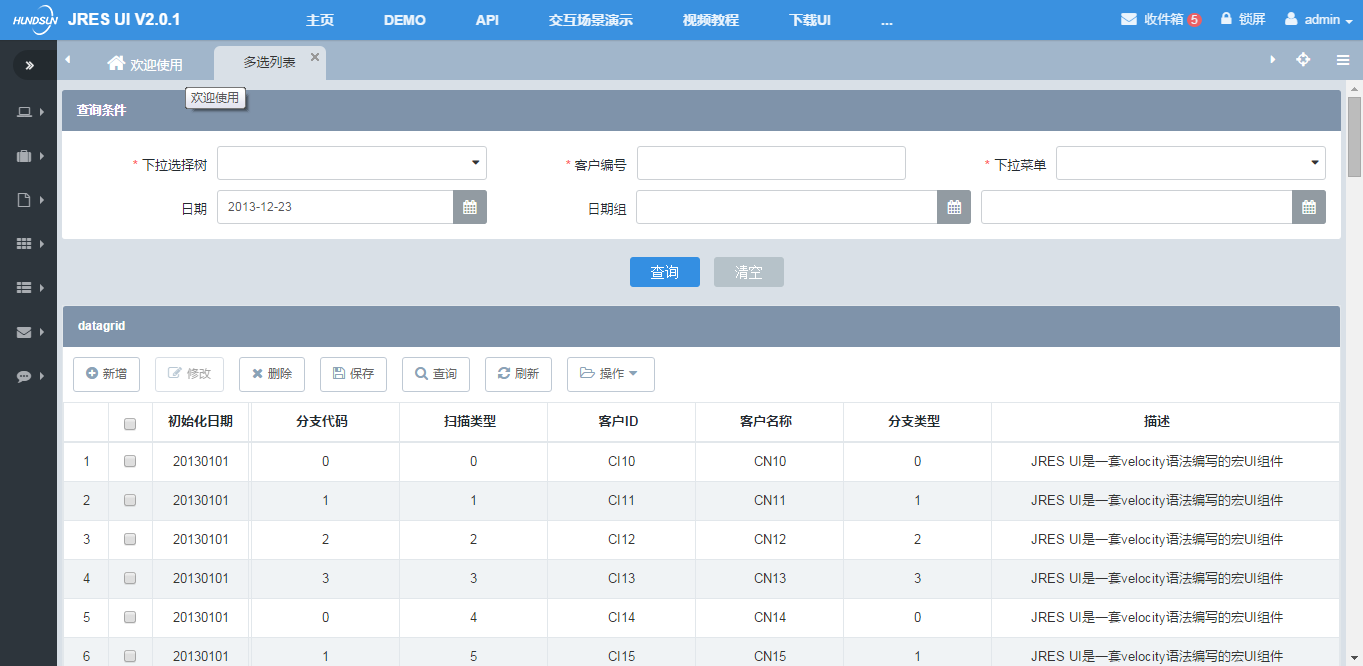 HUNDSUN JRES UI V2.0.1 主页 DEMO API 交互场景演示 视频教程 下载UI ... 收件箱 5 锁屏 admin
欢迎使用 多选列表
欢迎使用
查询条件
* 下拉选择树 * 客户编号 * 下拉菜单
日期 2013-12-23 日期组
查询 清空
datagrid
新增 修改 删除 保存 查询 刷新 操作
初始化日期 分支代码 扫描类型 客户ID 客户名称 分支类型 描述
1 20130101 0 0 CI10 CN10 0 JRES UI是一套velocity语法编写的宏UI组件
2 20130101 1 1 CI11 CN11 1 JRES UI是一套velocity语法编写的宏UI组件
3 20130101 2 2 CI12 CN12 2 JRES UI是一套velocity语法编写的宏UI组件
4 20130101 3 3 CI13 CN13 3 JRES UI是一套velocity语法编写的宏UI组件
5 20130101 0 4 CI14 CN14 0 JRES UI是一套velocity语法编写的宏UI组件
6 20130101 1 5 CI15 CN15 1 JRES UI是一套velocity语法编写的宏UI组件